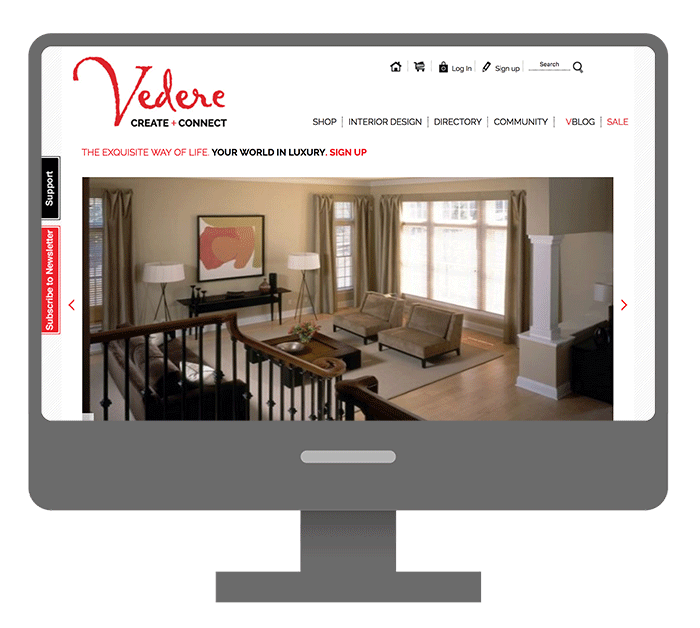 Vedere
CREATE + CONNECT
Log In
Sign up
Search
SHOP INTERIOR DESIGN DIRECTORY COMMUNITY VBLOG SALE
THE EXQUISITE WAY OF LIFE. YOUR WORLD IN LUXURY. SIGN UP
Support
Subscribe to Newsletter